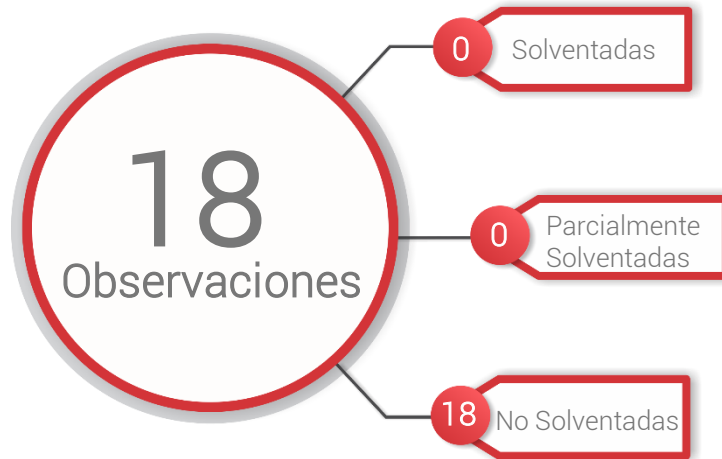 18
Observaciones
0
Solventadas
0
Parcialmente
Solventadas
18
No Solventadas